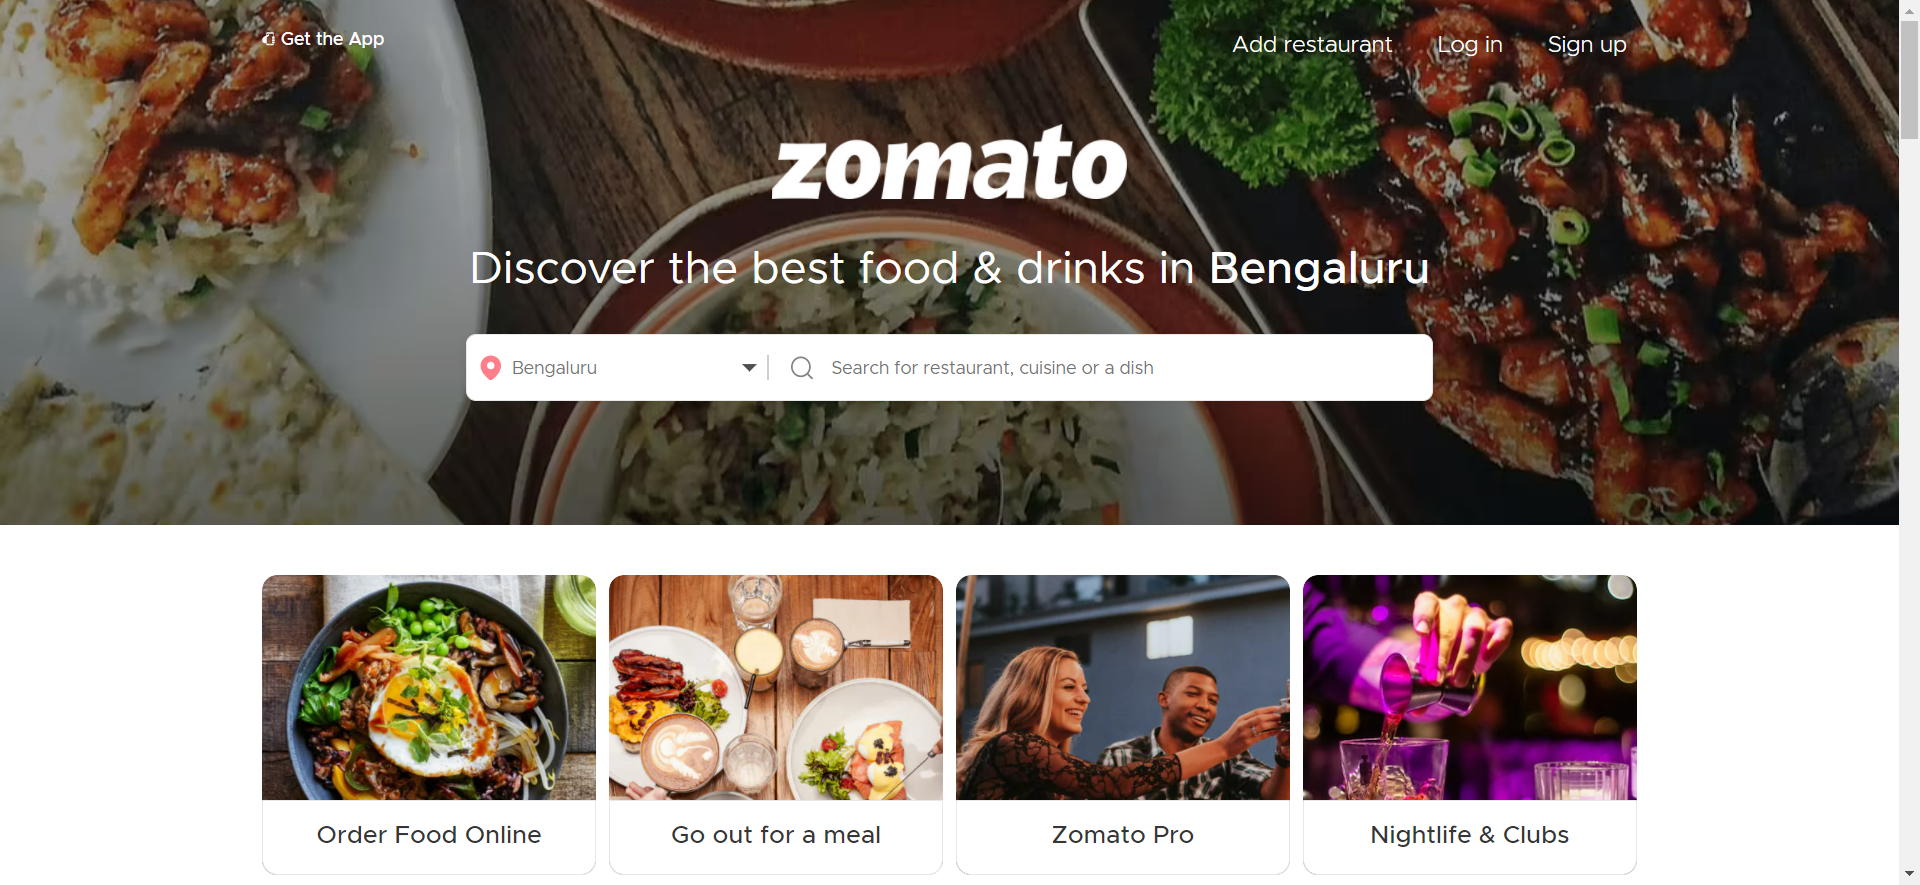 Get the App
Add restaurant
Log in
Sign up
zomato
Discover the best food & drinks in Bengaluru
Bengaluru
Search for restaurant, cuisine or a dish
Order Food Online
Go out for a meal
Zomato Pro
Nightlife & Clubs